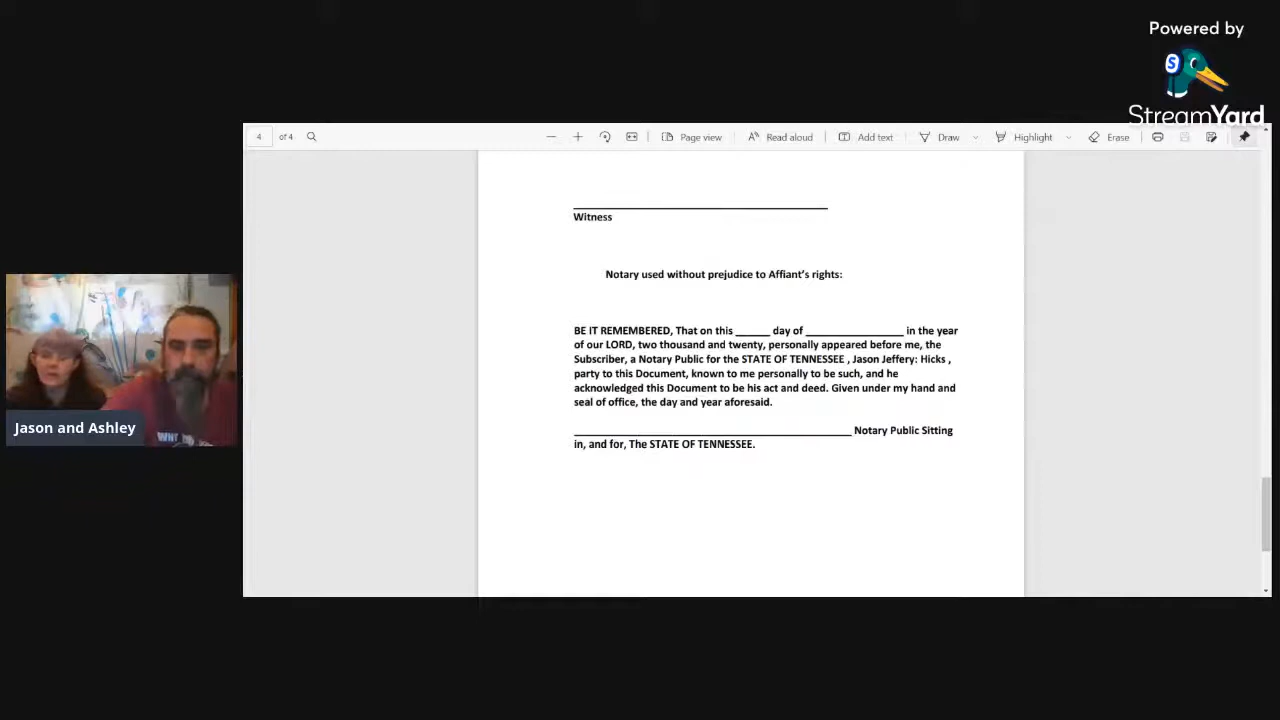 Powered by
S
StreamYard
4 of 4
Page view
Read aloud
Add text
Draw
Highlight
Erase
Witness
Notary used without prejudice to Affiant's rights:
BE IT REMEMBERED, That on this ______ day of _________________ in the year
of our LORD, two thousand and twenty, personally appeared before me, the
Subscriber, a Notary Public for the STATE OF TENNESSEE , Jason Jeffery: Hicks ,
party to this Document, known to me personally to be such, and he
acknowledged this Document to be his act and deed. Given under my hand and
seal of office, the day and year aforesaid.
________________________________________________ Notary Public Sitting
in, and for, The STATE OF TENNESSEE.
Jason and Ashley